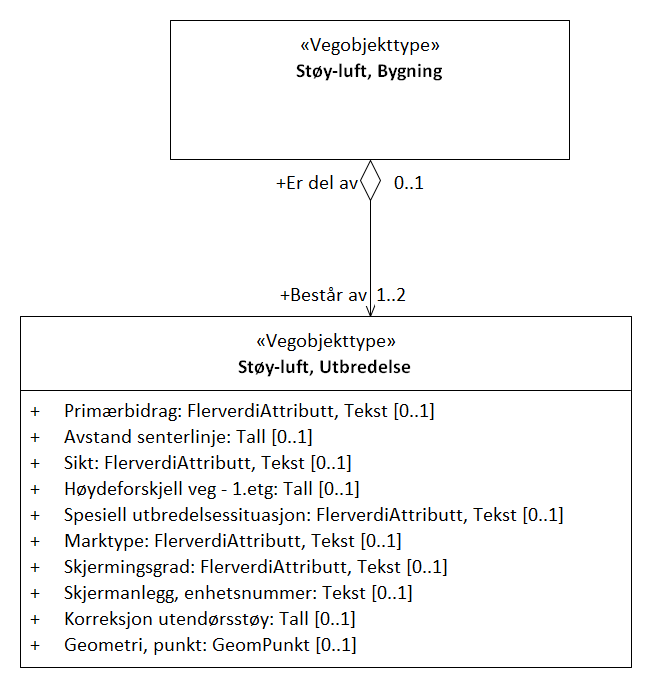 «Vegobjekttype»
Støy-luft, Bygning
+Er del av 0..1
+Består av 1..2
«Vegobjekttype»
Støy-luft, Utbredelse
+ Primærbidrag: FlerverdiAttributt, Tekst [0..1]
+ Avstand senterlinje: Tall [0..1]
+ Sikt: FlerverdiAttributt, Tekst [0..1]
+ Høydeforskjell veg - 1.etg: Tall [0..1]
+ Spesiell utbredelsessituasjon: FlerverdiAttributt, Tekst [0..1]
+ Marktype: FlerverdiAttributt, Tekst [0..1]
+ Skjermingsgrad: FlerverdiAttributt, Tekst [0..1]
+ Skjermanlegg, enhetsnummer: Tekst [0..1]
+ Korreksjon utendørsstøy: Tall [0..1]
+ Geometri, punkt: GeomPunkt [0..1]